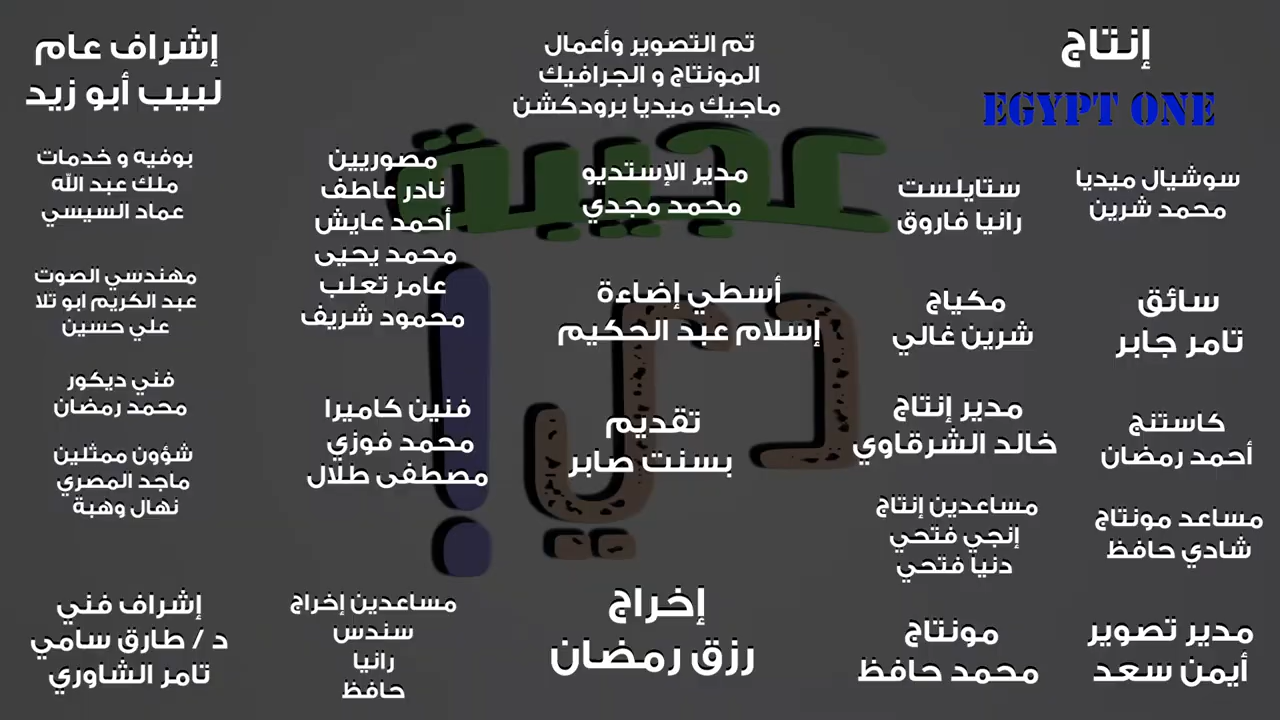 إنتاج
EGYPT ONE
سوشيال ميديا
محمد شرين
ستايلست
رانيا فاروق
سائق
تامر جابر
مكياج
شرين غالي
كاستنج
أحمد رمضان
مدير إنتاج
خالد الشرقاوي
مساعد مونتاج
شادي حافظ
مساعدين إنتاج
إنجي فتحي
دنيا فتحي
مدير تصوير
أيمن سعد
مونتاج
محمد حافظ
تم التصوير وأعمال
المونتاج و الجرافيك
ماجيك ميديا برودكشن
مدير الإستديو
محمد مجدي
أسطي إضاءة
إسلام عبد الحكيم
تقديم
بسنت صابر
إخراج
رزق رمضان
مصوريين
نادر عاطف
أحمد عايش
محمد يحيى
عامر تعلب
محمود شريف
فنين كاميرا
محمد فوزي
مصطفى طلال
مساعدين إخراج
سندس
رانيا
حافظ
إشراف عام
لبيب أبو زيد
بوفيه و خدمات
ملك عبد الله
عماد السيسي
مهندسي الصوت
عبد الكريم ابو تلا
علي حسين
فني ديكور
محمد رمضان
شؤون ممثلين
ماجد المصري
نهال وهبة
إشراف فني
د / طارق سامي
تامر الشاوري
عجيبة
دي!